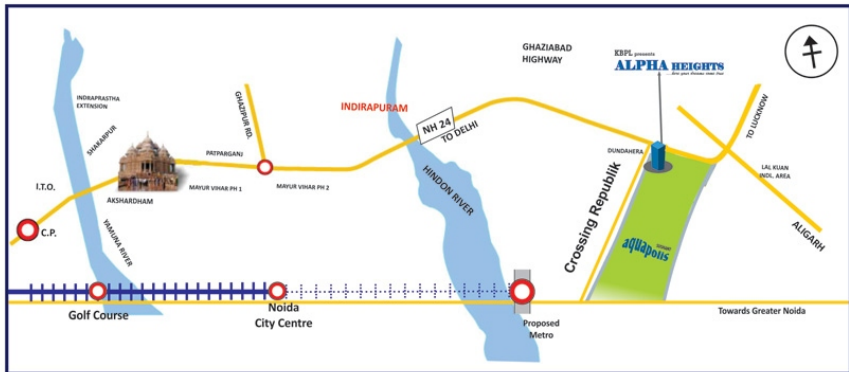 GHAZIABAD
HIGHWAY
KBPL presents
ALPHA HEIGHTS
INDRAPRASTHA
EXTENSION
SHAKARPUR
GHAZIPUR RD.
INDIRAPURAM
NH 24
TO DELHI
TO LUCKNOW
PATPARGANJ
DUNDAHERA
LAL KUAN
INDL. AREA
I.T.O.
AKSHARDHAM
MAYUR VIHAR PH 1
MAYUR VIHAR PH 2
HINDON RIVER
C.P.
YAMUNA RIVER
Crossing Republik
aquapolis
ALIGARH
Golf Course
Noida
City Centre
Proposed
Metro
Towards Greater Noida